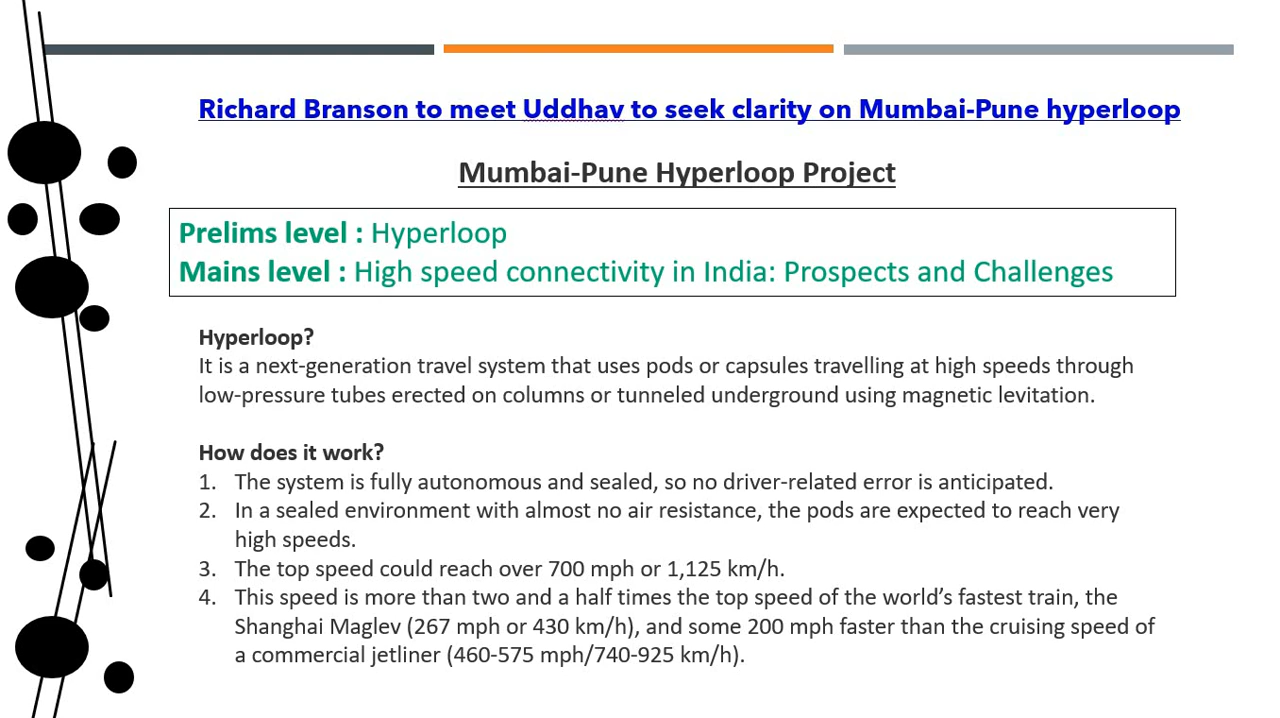 Richard Branson to meet Uddhav to seek clarity on Mumbai-Pune hyperloop
Mumbai-Pune Hyperloop Project
Prelims level : Hyperloop
Mains level : High speed connectivity in India: Prospects and Challenges
Hyperloop?
It is a next-generation travel system that uses pods or capsules travelling at high speeds through
low-pressure tubes erected on columns or tunneled underground using magnetic levitation.
How does it work?
1. The system is fully autonomous and sealed, so no driver-related error is anticipated.
2. In a sealed environment with almost no air resistance, the pods are expected to reach very
high speeds.
3. The top speed could reach over 700 mph or 1,125 km/h.
4. This speed is more than two and a half times the top speed of the world’s fastest train, the
Shanghai Maglev (267 mph or 430 km/h), and some 200 mph faster than the cruising speed of
a commercial jetliner (460-575 mph/740-925 km/h).